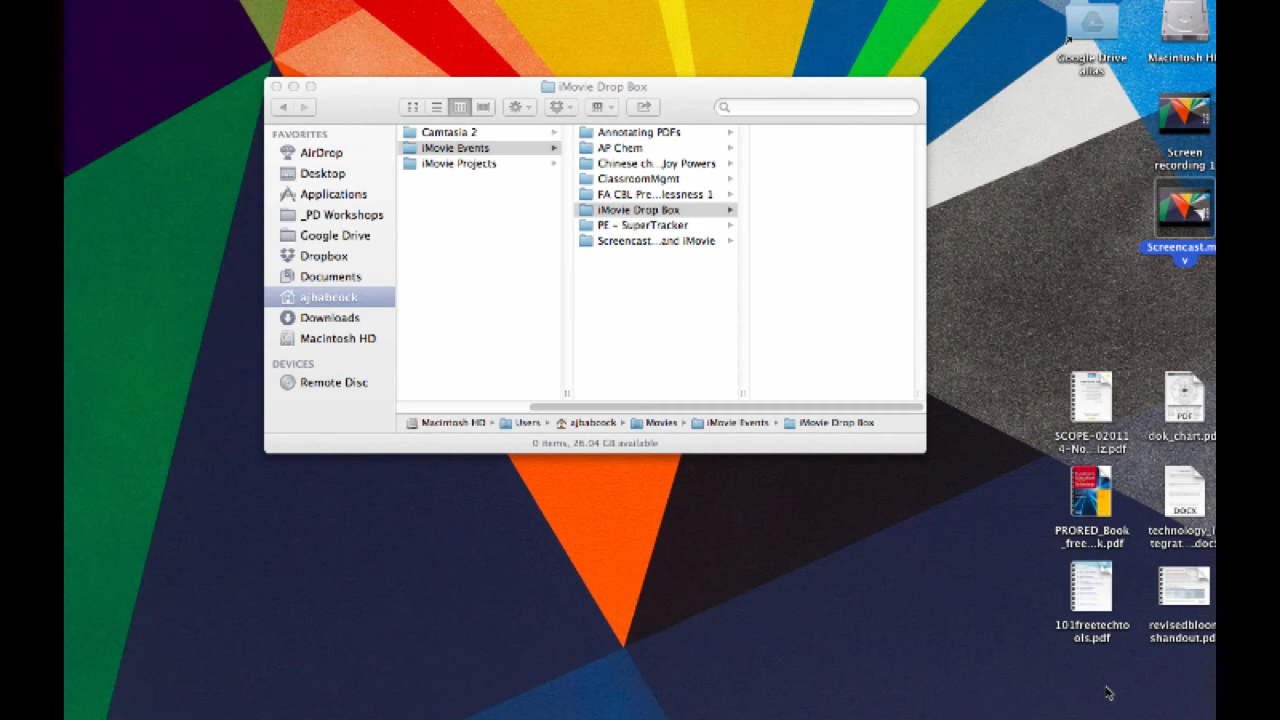 Google Drive
alias
Macintosh H
iMovie Drop Box
FAVORITES
AirDrop
Desktop
Applications
_PD Workshops
Google Drive
Dropbox
Documents
ajbabcock
Downloads
Macintosh HD
DEVICES
Remote Disc
Camtasia 2
iMovie Events
iMovie Projects
Annotating PDFs
AP Chem
Chinese ch...Joy Powers
ClassroomMgmt
FA CBL Pre...lessness 1
iMovie Drop Box
PE - SuperTracker
Screencast...and iMovie
Macintosh HD
Users
ajbabcock
Movies
iMovie Events
iMovie Drop Box
0 items, 26.04 GB available
Screen
recording 1
Screencast.m
v
SCOPE-02011
4-No...iz.pdf
PDF
dok_chart.pd
PRORED_Book
_free...k.pdf
DOCX
technology_i
tegrat....doc
101freetechto
ols.pdf
revisedbloom
shandout.pd